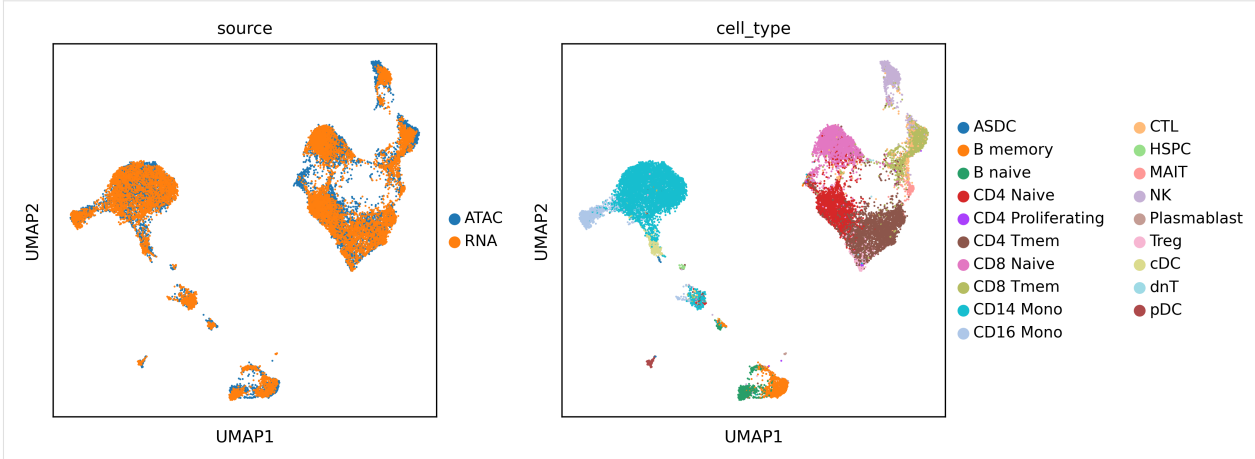 source
UMAP2
UMAP1
ATAC
RNA
cell_type
UMAP2
UMAP1
ASDC
B memory
B naive
CD4 Naive
CD4 Proliferating
CD4 Tmem
CD8 Naive
CD8 Tmem
CD14 Mono
CD16 Mono
CTL
HSPC
MAIT
NK
Plasmablast
Treg
cDC
dnT
pDC